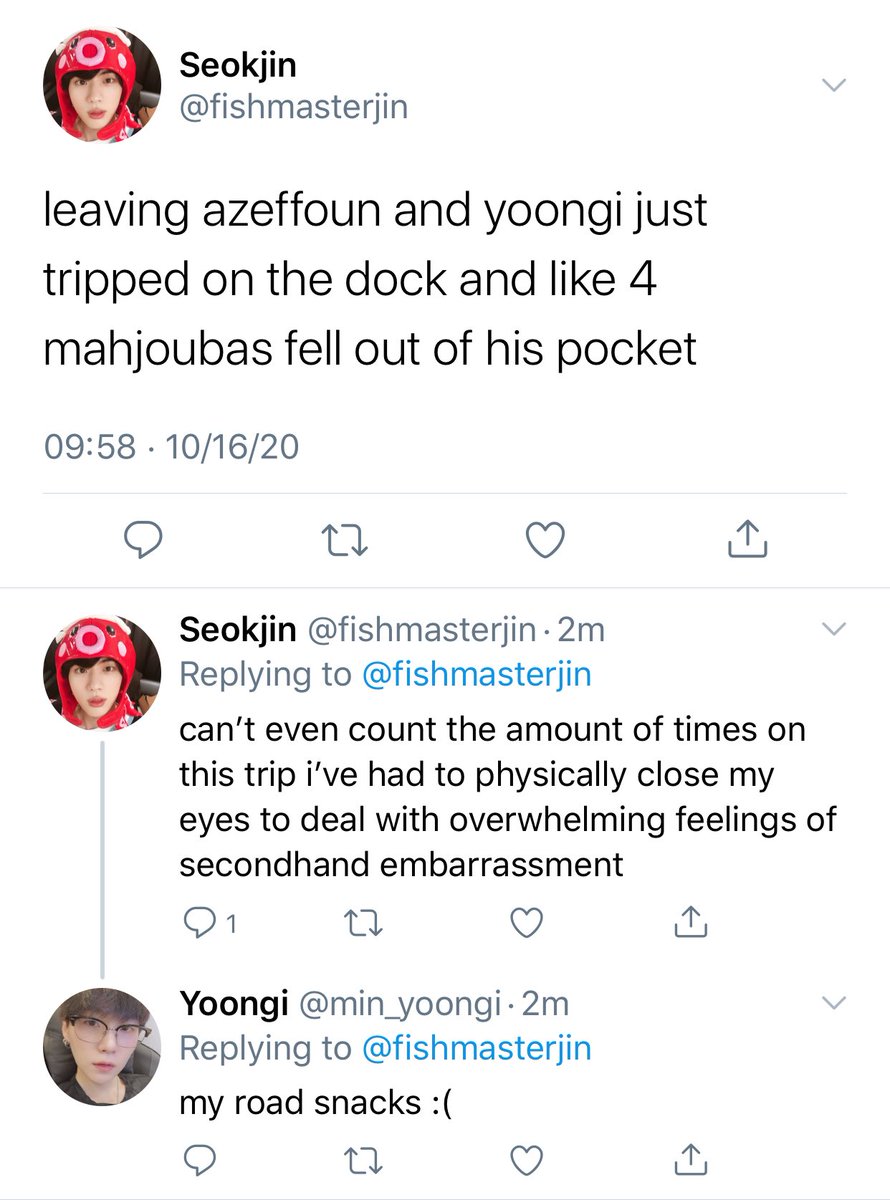 Seokjin
@fishmasterjin
leaving azeffoun and yoongi just
tripped on the dock and like 4
mahjoubas fell out of his pocket
09:58 · 10/16/20
Seokjin @fishmasterjin · 2m
Replying to @fishmasterjin
can’t even count the amount of times on
this trip i’ve had to physically close my
eyes to deal with overwhelming feelings of
secondhand embarrassment
1
Yoongi @min_yoongi · 2m
Replying to @fishmasterjin
my road snacks :(